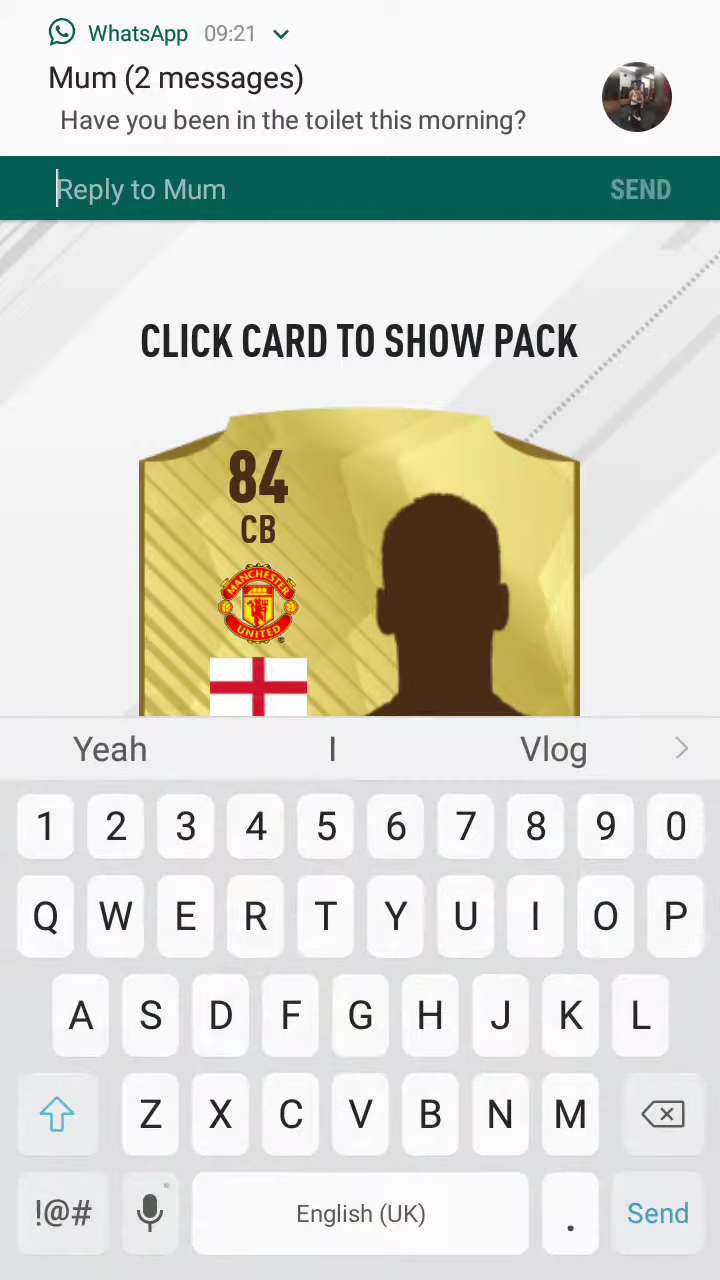 WhatsApp 09:21
Mum (2 messages)
Have you been in the toilet this morning?
Reply to Mum SEND
CLICK CARD TO SHOW PACK
84
CB
MANCHESTER
UNITED
Yeah I Vlog
1 2 3 4 5 6 7 8 9 0
Q W E R T Y U I O P
A S D F G H J K L
Z X C V B N M
!@# English (UK) . Send